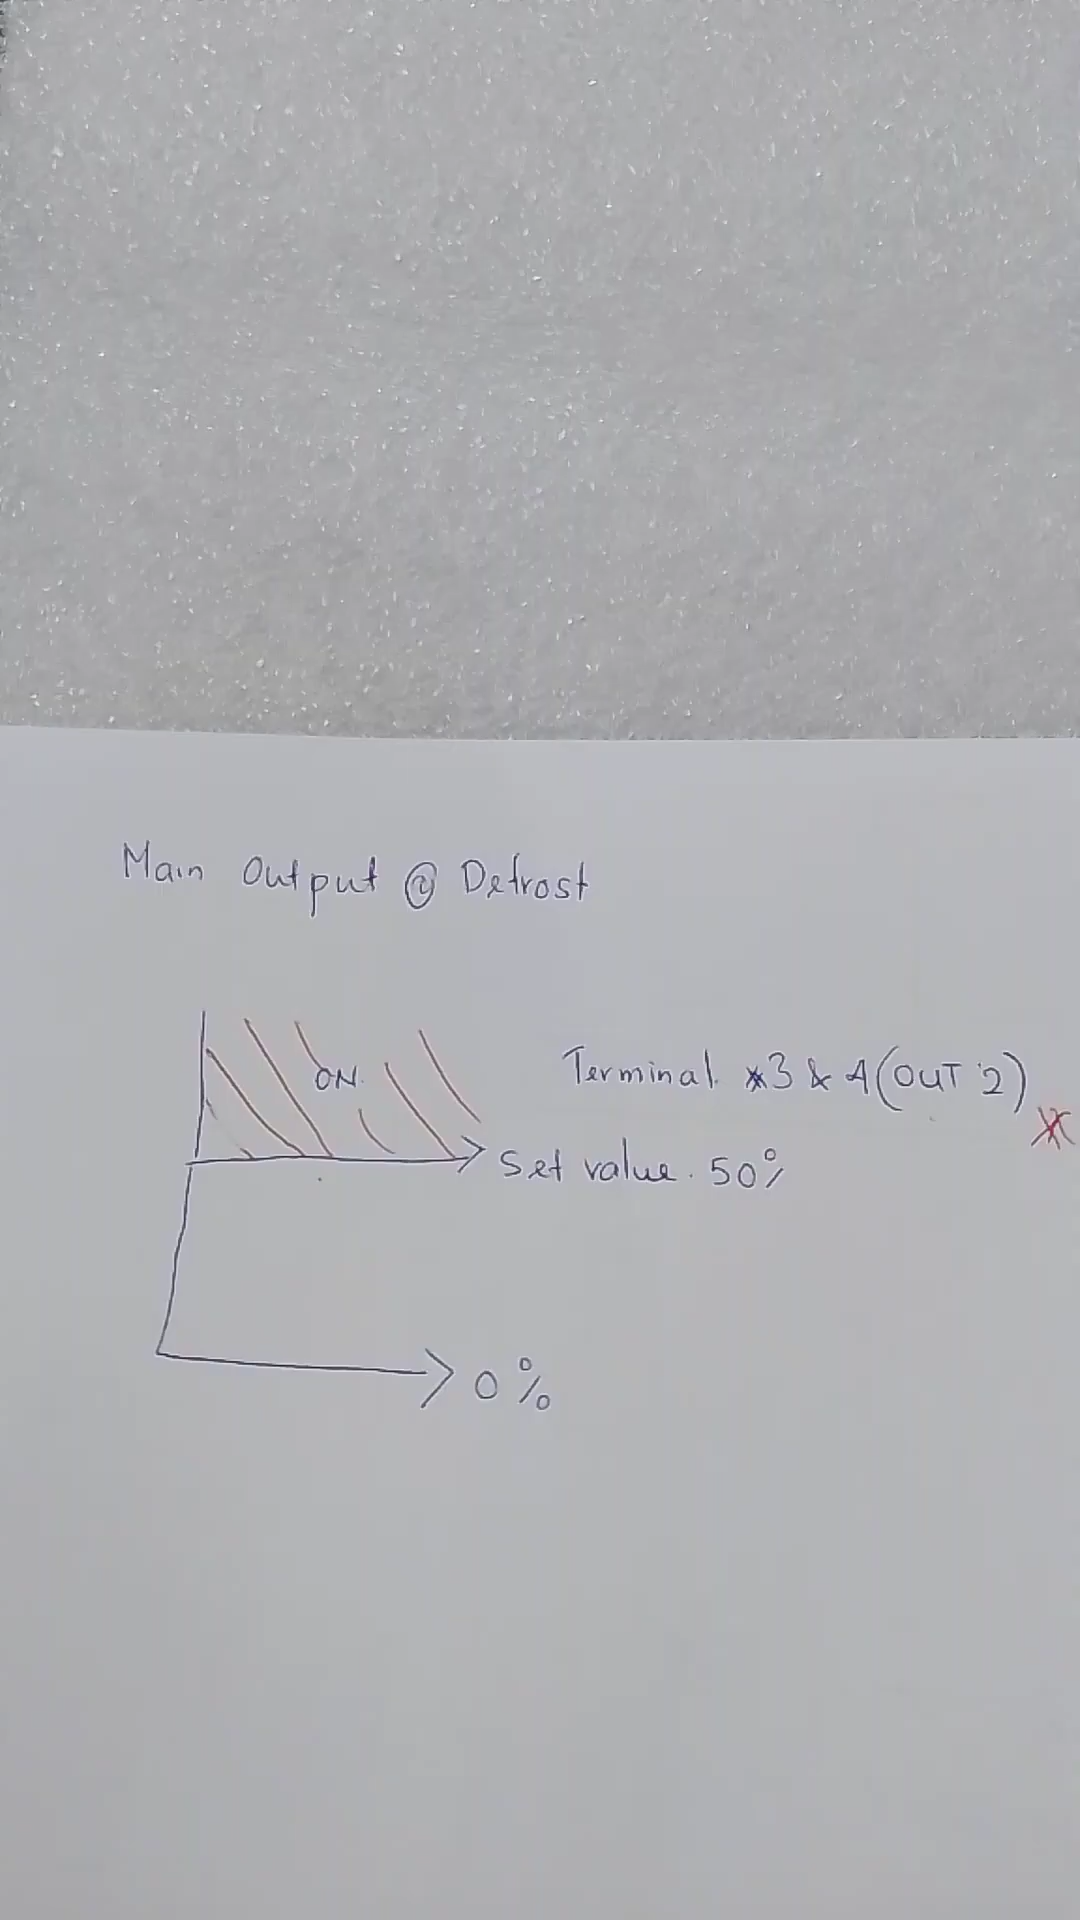 Main Output @ Defrost
ON.
Terminal. *3 & 4 (OUT 2)
Set value. 50%
0%